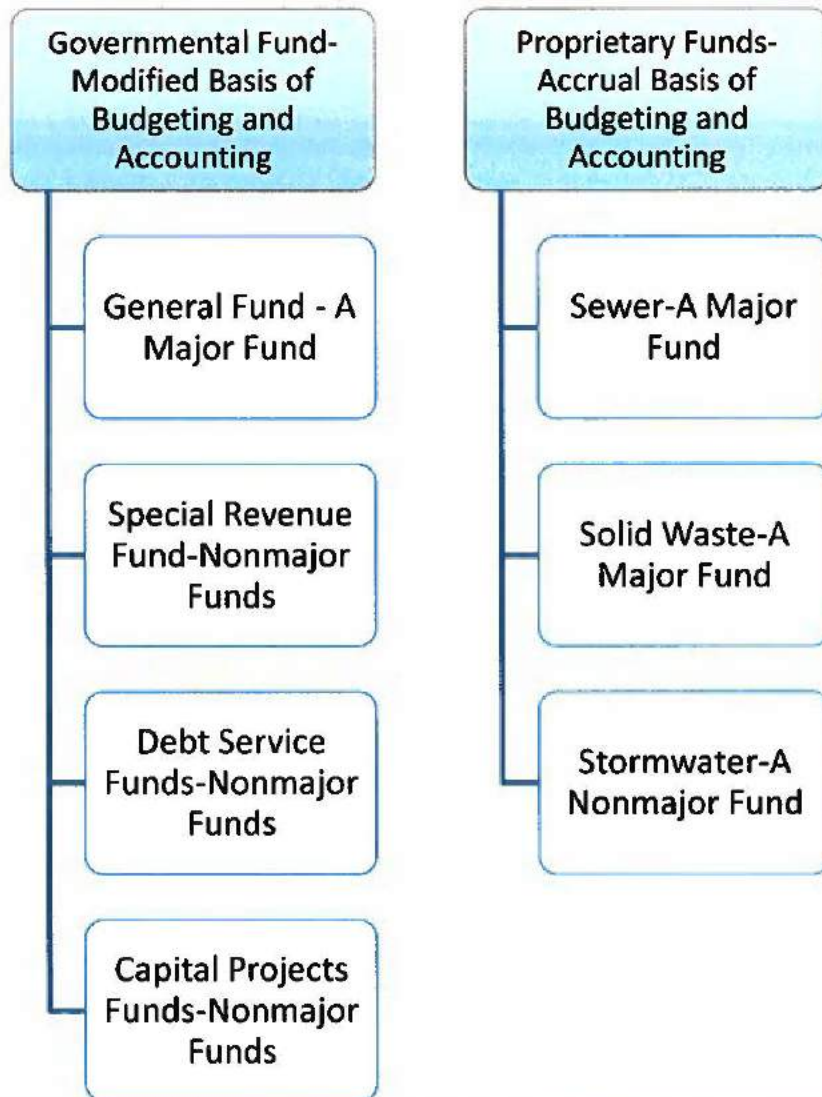 Governmental Fund-
Modified Basis of
Budgeting and
Accounting
General Fund - A
Major Fund
Special Revenue
Fund-Nonmajor
Funds
Debt Service
Funds-Nonmajor
Funds
Capital Projects
Funds-Nonmajor
Funds
Proprietary Funds-
Accrual Basis of
Budgeting and
Accounting
Sewer-A Major
Fund
Solid Waste-A
Major Fund
Stormwater-A
Nonmajor Fund